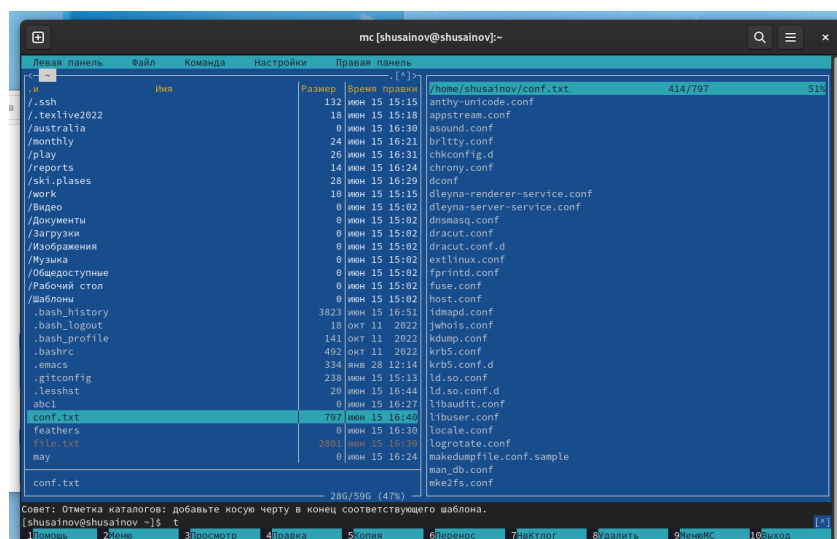 mc [shusainov@shusainov]:~
Левая панель Файл Команда Настройки Правая панель
<— ~ .[^]>
.и Имя Размер Время правки
/.ssh 132 июн 15 15:15
/.texlive2022 18 июн 15 15:18
/australia 0 июн 15 16:30
/monthly 24 июн 15 16:21
/play 26 июн 15 16:31
/reports 14 июн 15 16:24
/ski.plases 28 июн 15 16:29
/work 10 июн 15 15:15
/Видео 0 июн 15 15:02
/Документы 0 июн 15 15:02
/Загрузки 0 июн 15 15:02
/Изображения 0 июн 15 15:02
/Музыка 0 июн 15 15:02
/Общедоступные 0 июн 15 15:02
/Рабочий стол 0 июн 15 15:02
/Шаблоны 0 июн 15 15:02
.bash_history 3823 июн 15 16:51
.bash_logout 18 окт 11 2022
.bash_profile 141 окт 11 2022
.bashrc 492 окт 11 2022
.emacs 334 янв 28 12:14
.gitconfig 238 июн 15 15:13
.lesshst 20 июн 15 16:44
abc1 0 июн 15 16:27
conf.txt 797 июн 15 16:40
feathers 0 июн 15 16:30
file.txt 2801 июн 15 16:39
may 0 июн 15 16:24
conf.txt
28G/59G (47%)
/home/shusainov/conf.txt 414/797 51%
anthy-unicode.conf
appstream.conf
asound.conf
brltty.conf
chkconfig.d
chrony.conf
dconf
dleyna-renderer-service.conf
dleyna-server-service.conf
dnsmasq.conf
dracut.conf
dracut.conf.d
extlinux.conf
fprintd.conf
fuse.conf
host.conf
idmapd.conf
jwhois.conf
kdump.conf
krb5.conf
krb5.conf.d
ld.so.conf
ld.so.conf.d
libaudit.conf
libuser.conf
locale.conf
logrotate.conf
makedumpfile.conf.sample
man_db.conf
mke2fs.conf
Совет: Отметка каталогов: добавьте косую черту в конец соответствующего шаблона.
[shusainov@shusainov ~]$ t [^]
1Помощь 2Меню 3Просмотр 4Правка 5Копия 6Перенос 7НвКтлог 8Удалить 9МенюМС 10Выход